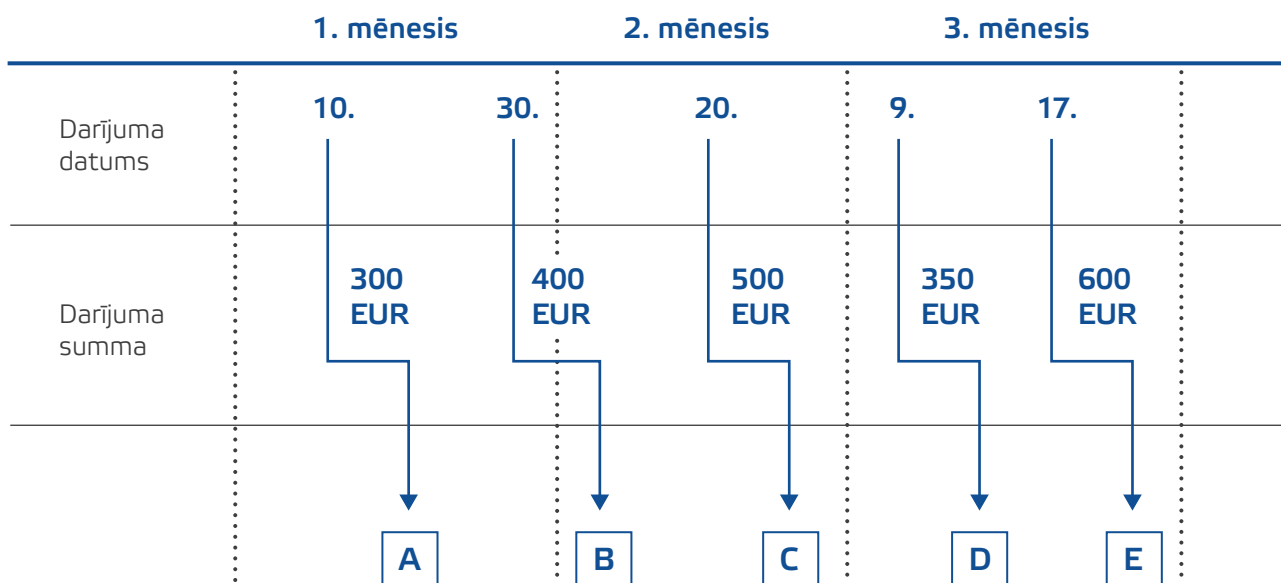 1. mēnesis 2. mēnesis 3. mēnesis
Darījuma
datums
10. 30. 20. 9. 17.
Darījuma
summa
300
EUR
400
EUR
500
EUR
350
EUR
600
EUR
A B C D E